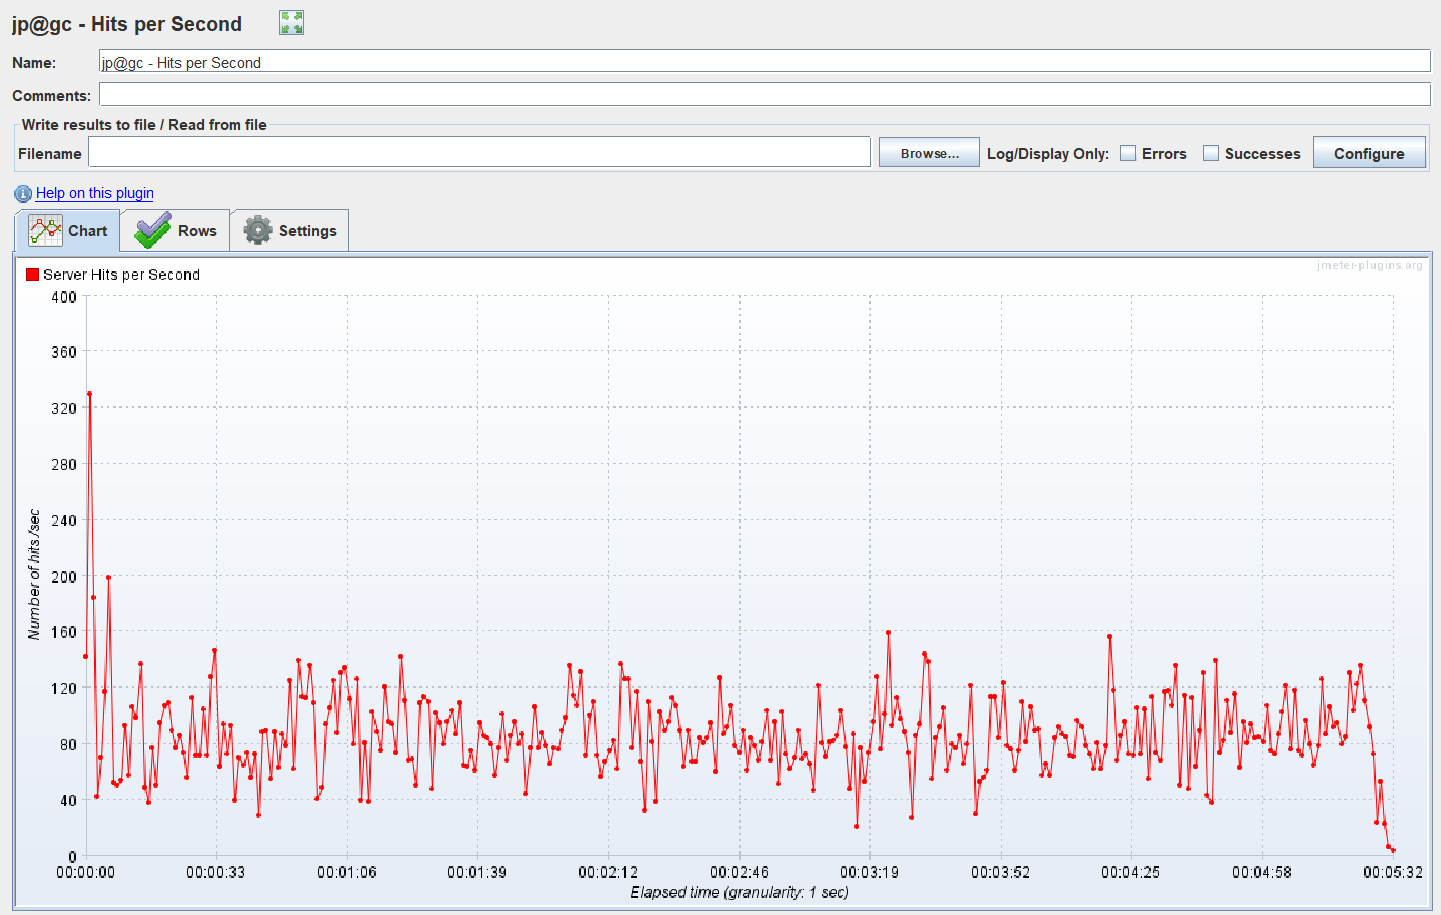 jp@gc - Hits per Second
Name: jp@gc - Hits per Second
Comments:
Write results to file / Read from file
Filename Browse... Log/Display Only: Errors Successes Configure
Help on this plugin
Chart Rows Settings
Server Hits per Second jmeter-plugins.org
400
360
320
280
240
200
160
120
80
40
0
Number of hits /sec
00:00:00 00:00:33 00:01:06 00:01:39 00:02:12 00:02:46 00:03:19 00:03:52 00:04:25 00:04:58 00:05:32
Elapsed time (granularity: 1 sec)